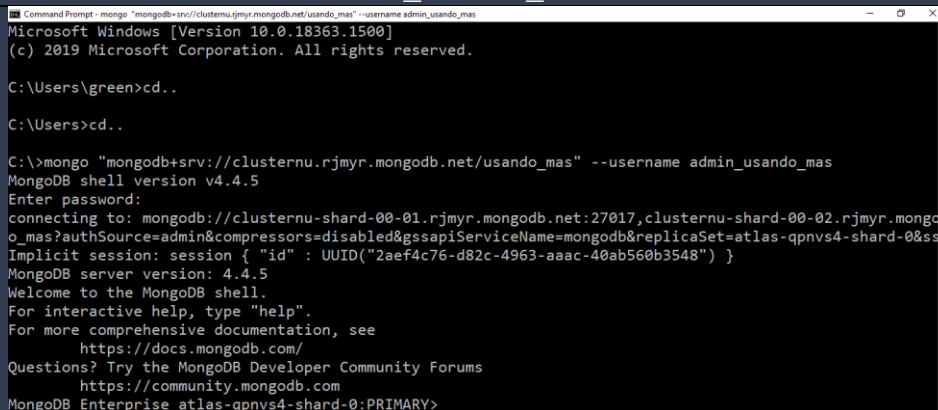 Command Prompt - mongo "mongodb+srv://clusternu.rjmyr.mongodb.net/usando_mas" --username admin_usando_mas
Microsoft Windows [Version 10.0.18363.1500]
(c) 2019 Microsoft Corporation. All rights reserved.
C:\Users\green>cd..
C:\Users>cd..
C:\>mongo "mongodb+srv://clusternu.rjmyr.mongodb.net/usando_mas" --username admin_usando_mas
MongoDB shell version v4.4.5
Enter password:
connecting to: mongodb://clusternu-shard-00-01.rjmyr.mongodb.net:27017,clusternu-shard-00-02.rjmyr.mongo
o_mas?authSource=admin&compressors=disabled&gssapiServiceName=mongodb&replicaSet=atlas-qpnvs4-shard-0&ss
Implicit session: session { "id" : UUID("2aef4c76-d82c-4963-aaac-40ab560b3548") }
MongoDB server version: 4.4.5
Welcome to the MongoDB shell.
For interactive help, type "help".
For more comprehensive documentation, see
https://docs.mongodb.com/
Questions? Try the MongoDB Developer Community Forums
https://community.mongodb.com
MongoDB Enterprise atlas-qpnvs4-shard-0:PRIMARY>